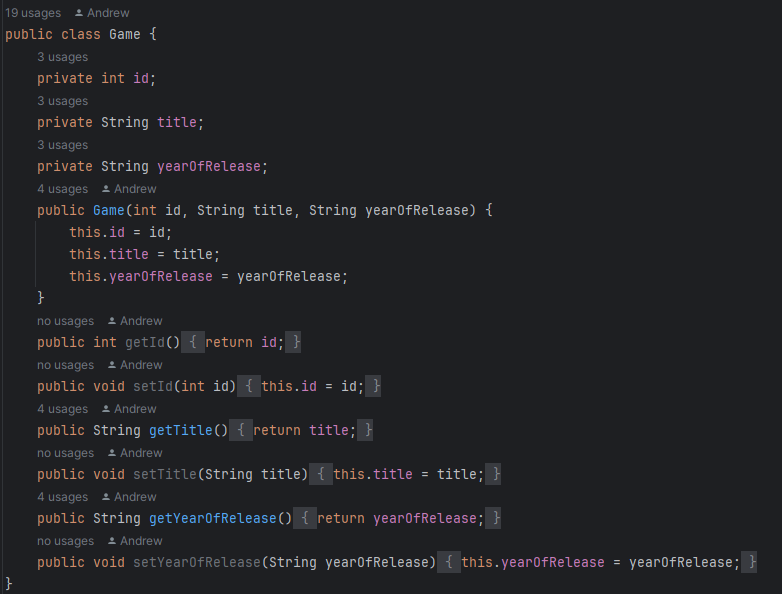 19 usages Andrew
public class Game {
3 usages
private int id;
3 usages
private String title;
3 usages
private String yearOfRelease;
4 usages Andrew
public Game(int id, String title, String yearOfRelease) {
this.id = id;
this.title = title;
this.yearOfRelease = yearOfRelease;
}
no usages Andrew
public int getId() { return id; }
no usages Andrew
public void setId(int id) { this.id = id; }
4 usages Andrew
public String getTitle() { return title; }
no usages Andrew
public void setTitle(String title) { this.title = title; }
4 usages Andrew
public String getYearOfRelease() { return yearOfRelease; }
no usages Andrew
public void setYearOfRelease(String yearOfRelease) { this.yearOfRelease = yearOfRelease; }
}